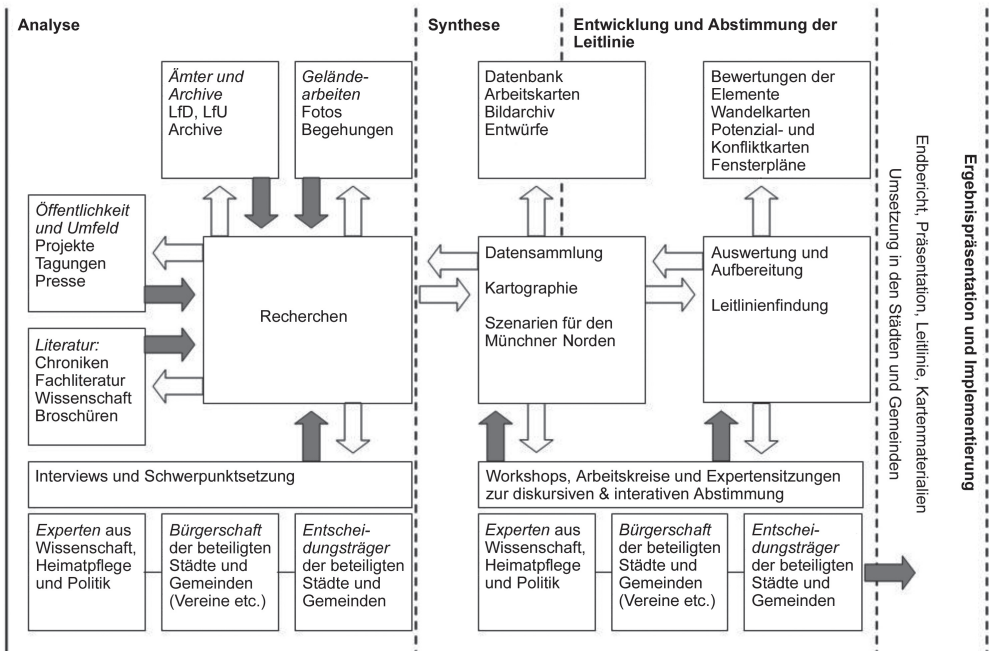 Analyse
Synthese
Entwicklung und Abstimmung der
Leitlinie
Ämter und
Archive
LfD, LfU
Archive
Gelände-
arbeiten
Fotos
Begehungen
Datenbank
Arbeitskarten
Bildarchiv
Entwürfe
Bewertungen der
Elemente
Wandelkarten
Potenzial- und
Konfliktkarten
Fensterpläne
Öffentlichkeit
und Umfeld
Projekte
Tagungen
Presse
Literatur:
Chroniken
Fachliteratur
Wissenschaft
Broschüren
Recherchen
Datensammlung
Kartographie
Szenarien für den
Münchner Norden
Auswertung und
Aufbereitung
Leitlinienfindung
Interviews und Schwerpunktsetzung
Experten aus
Wissenschaft,
Heimatpflege
und Politik
Bürgerschaft
der beteiligten
Städte und
Gemeinden
(Vereine etc.)
Entschei-
dungsträger
der beteiligten
Städte und
Gemeinden
Workshops, Arbeitskreise und Expertensitzungen
zur diskursiven & interativen Abstimmung
Experten aus
Wissenschaft,
Heimatpflege
und Politik
Bürgerschaft
der beteiligten
Städte und
Gemeinden
(Vereine etc.)
Entschei-
dungsträger
der beteiligten
Städte und
Gemeinden
Ergebnispräsentation und Implementierung
Endbericht, Präsentation, Leitlinie, Kartenmaterialien
Umsetzung in den Städten und Gemeinden